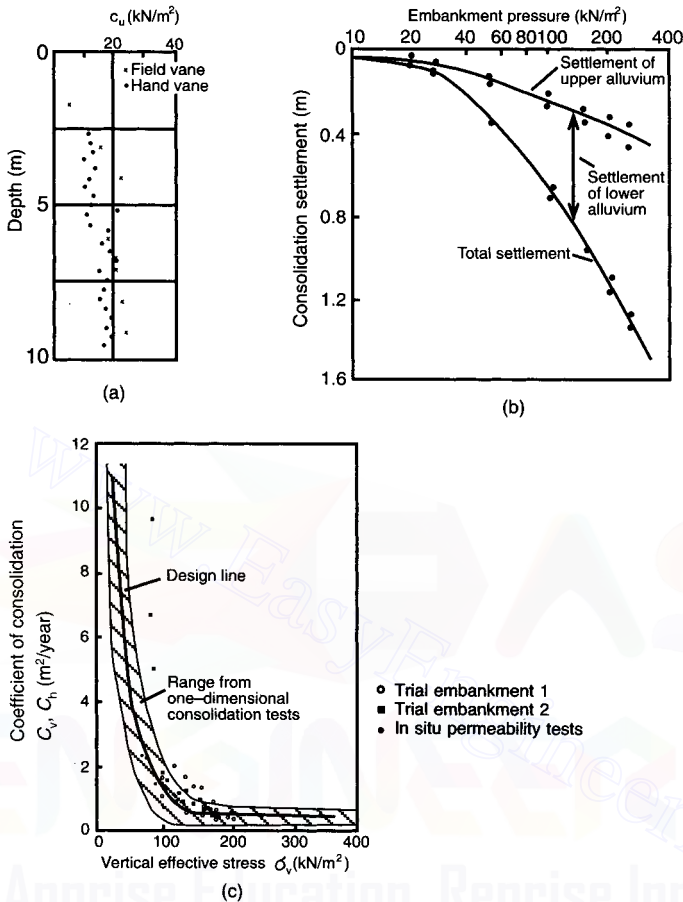 c_u (kN/m²)
0 20 40
× Field vane
• Hand vane
Depth (m)
0
5
10
(a)
Embankment pressure (kN/m²)
10 20 40 60 80 100 200 400
Consolidation settlement (m)
0
0.4
0.8
1.2
1.6
Settlement of
upper alluvium
Settlement
of lower
alluvium
Total settlement
(b)
Coefficient of consolidation
C_v, C_h (m²/year)
12
10
8
6
4
2
0
Design line
Range from
one–dimensional
consolidation tests
Trial embankment 1
Trial embankment 2
In situ permeability tests
0 100 200 300 400
Vertical effective stress σ_v (kN/m²)
(c)
www.EasyEngineer